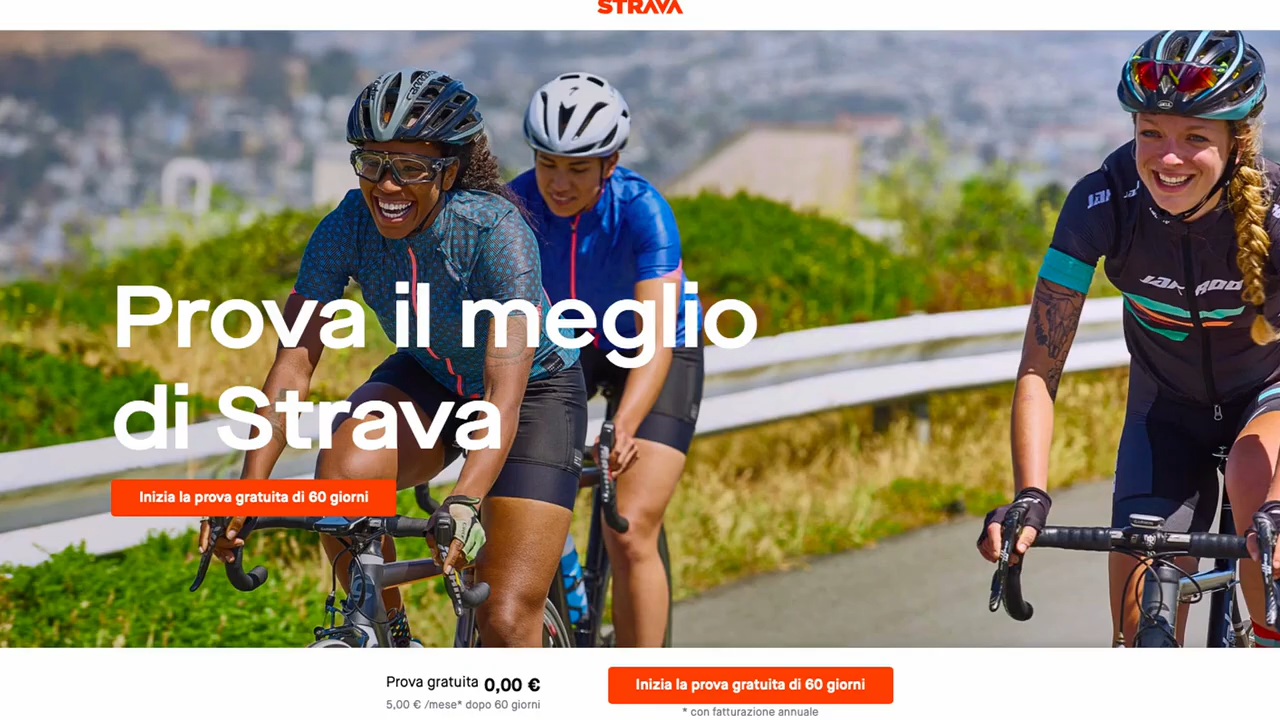 STRAVA
Prova il meglio
di Strava
Inizia la prova gratuita di 60 giorni
Prova gratuita 0,00 €
5,00 € /mese* dopo 60 giorni
Inizia la prova gratuita di 60 giorni
* con fatturazione annuale